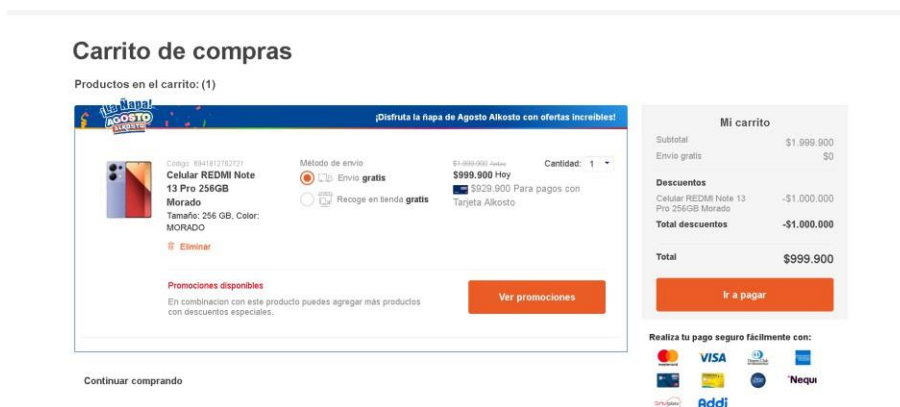 Carrito de compras
Productos en el carrito: (1)
¡La Ñapa!
AGOSTO
ALKOSTO
¡Disfruta la ñapa de Agosto Alkosto con ofertas increíbles!
Celular REDMI Note
13 Pro 256GB
Morado
Tamaño: 256 GB, Color:
MORADO
Eliminar
Método de envío
Envío gratis
Recoge en tienda gratis
Antes
$999.900 Hoy
$929.900 Para pagos con
Tarjeta Alkosto
Cantidad: 1
Promociones disponibles
En combinacion con este producto puedes agregar más productos
con descuentos especiales.
Ver promociones
Continuar comprando
Mi carrito
Subtotal $1.999.900
Envío gratis $0
Descuentos
Celular REDMI Note 13 -$1.000.000
Pro 256GB Morado
Total descuentos -$1.000.000
Total $999.900
Ir a pagar
Realiza tu pago seguro fácilmente con:
VISA
Nequi
Addi